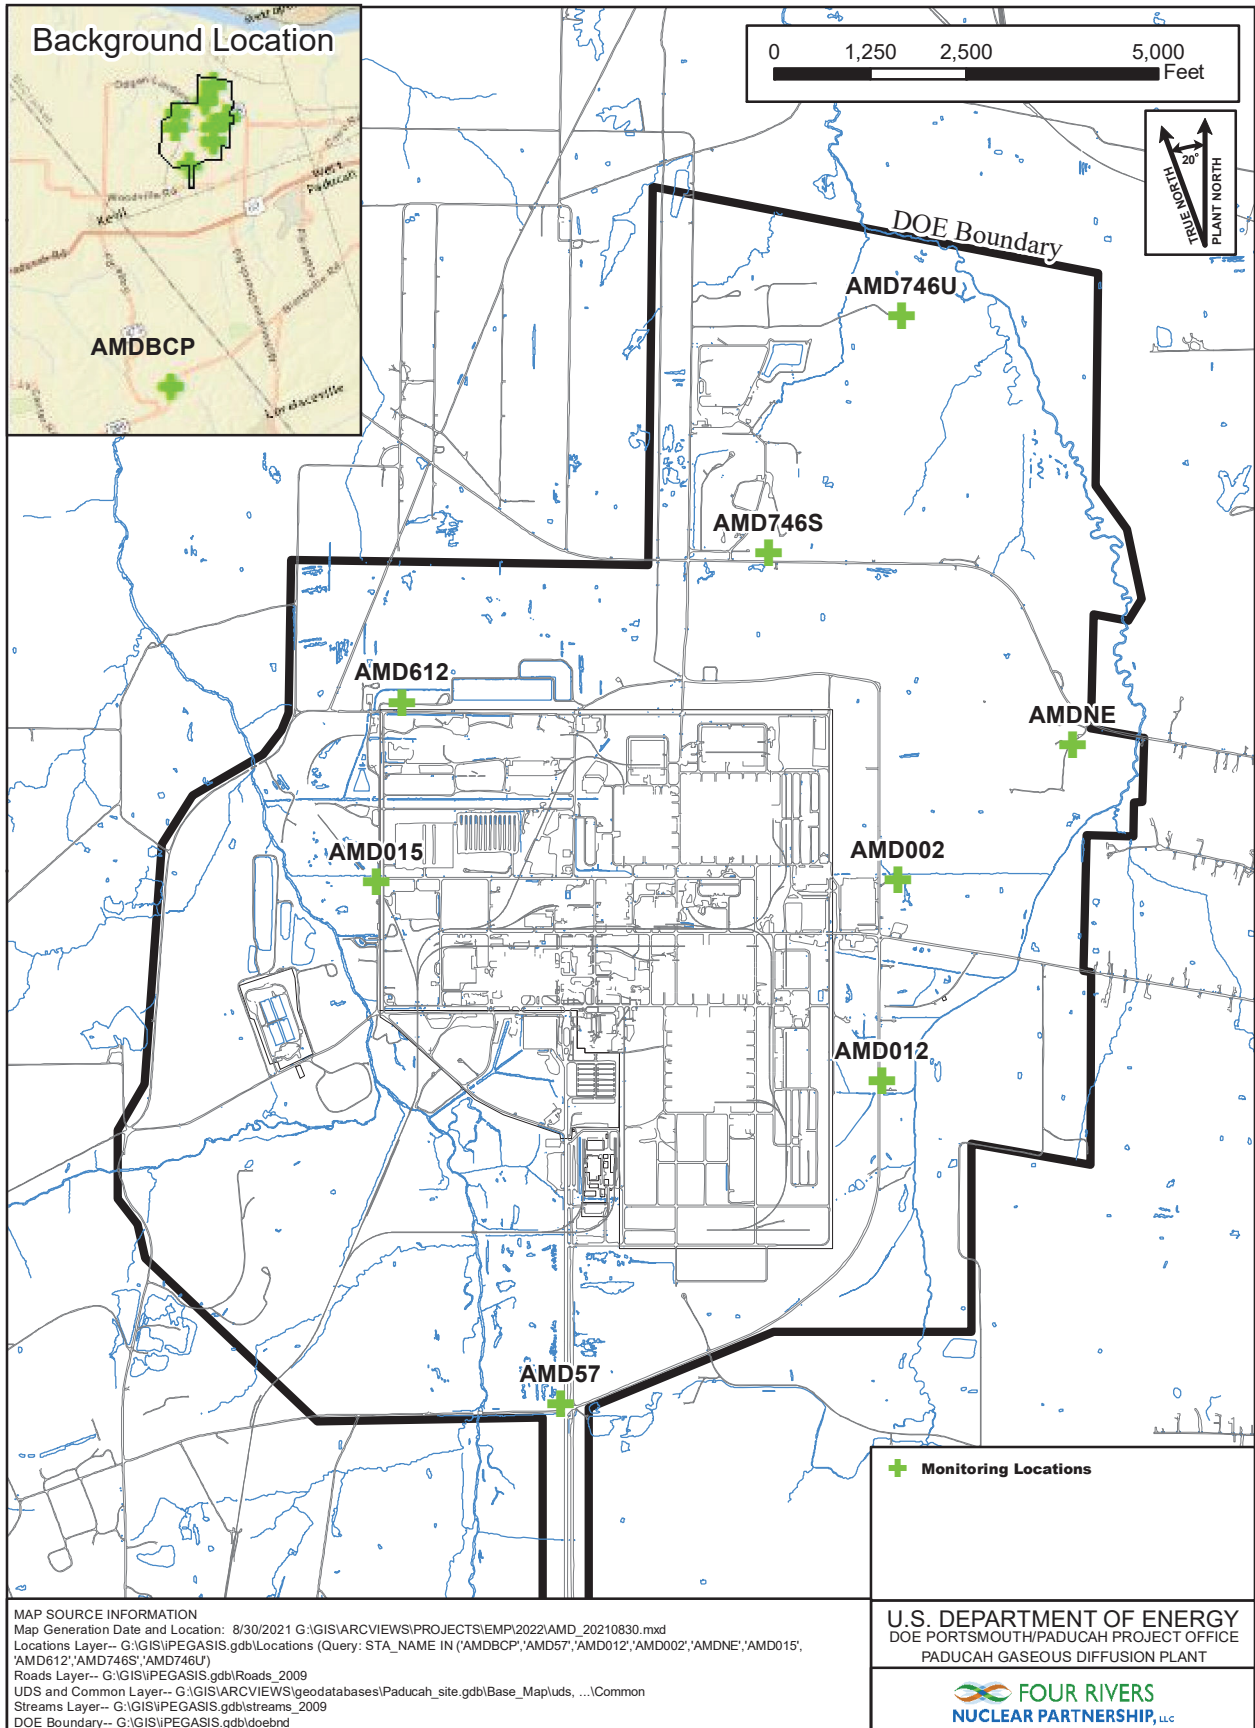 Background Location
AMDBCP
West
Paducah
Kevil
Woodville Rd
0 1,250 2,500 5,000
Feet
20°
TRUE NORTH
PLANT NORTH
DOE Boundary
AMD746U
AMD746S
AMD612
AMDNE
AMD015
AMD002
AMD012
AMD57
Monitoring Locations
MAP SOURCE INFORMATION
Map Generation Date and Location: 8/30/2021 G:\GIS\ARCVIEWS\PROJECTS\EMP\2022\AMD_20210830.mxd
Locations Layer-- G:\GIS\iPEGASIS.gdb\Locations (Query: STA_NAME IN ('AMDBCP','AMD57','AMD012','AMD002','AMDNE','AMD015',
'AMD612','AMD746S','AMD746U')
Roads Layer-- G:\GIS\iPEGASIS.gdb\Roads_2009
UDS and Common Layer-- G:\GIS\ARCVIEWS\geodatabases\Paducah_site.gdb\Base_Map\uds, ...\Common
Streams Layer-- G:\GIS\iPEGASIS.gdb\streams_2009
DOE Boundary-- G:\GIS\iPEGASIS.gdb\doebnd
U.S. DEPARTMENT OF ENERGY
DOE PORTSMOUTH/PADUCAH PROJECT OFFICE
PADUCAH GASEOUS DIFFUSION PLANT
FOUR RIVERS
NUCLEAR PARTNERSHIP, LLC